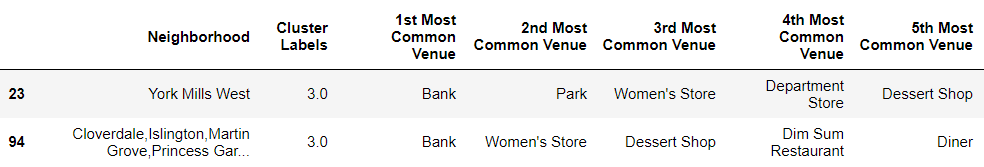 Neighborhood Cluster Labels 1st Most Common Venue 2nd Most Common Venue 3rd Most Common Venue 4th Most Common Venue 5th Most Common Venue
23 York Mills West 3.0 Bank Park Women's Store Department Store Dessert Shop
94 Cloverdale,Islington,Martin Grove,Princess Gar... 3.0 Bank Women's Store Dessert Shop Dim Sum Restaurant Diner